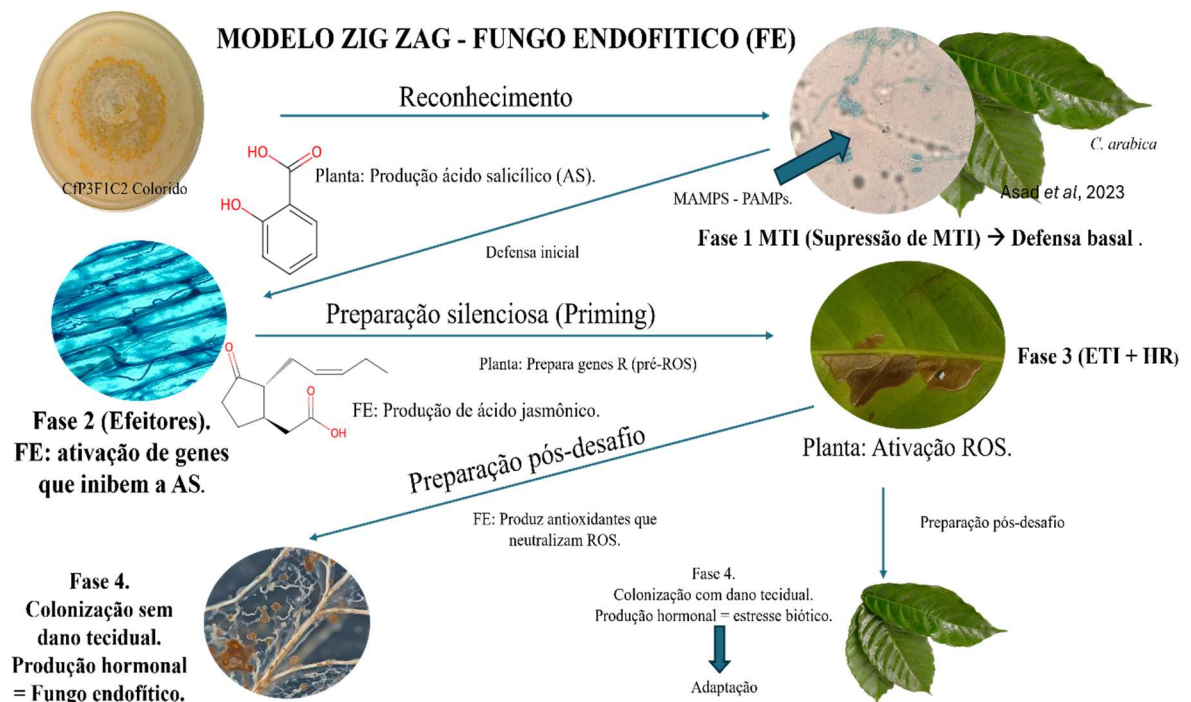 MODELO ZIG ZAG - FUNGO ENDOFITICO (FE)
Reconhecimento
CfP3F1C2 Colorido
HO
O
HO
Planta: Produção ácido salicílico (AS).
MAMPS - PAMPs.
C. arabica
Asad et al, 2023
Fase 1 MTI (Supressão de MTI) → Defensa basal .
Defensa inicial
Preparação silenciosa (Priming)
Planta: Prepara genes R (pré-ROS)
FE: Produção de ácido jasmônico.
O
O
OH
Fase 2 (Efeitores).
FE: ativação de genes
que inibem a AS.
Fase 3 (ETI + HR)
Planta: Ativação ROS.
Preparação pós-desafio
FE: Produz antioxidantes que
neutralizam ROS.
Preparação pós-desafio
Fase 4.
Colonização sem
dano tecidual.
Produção hormonal
= Fungo endofítico.
Fase 4.
Colonização com dano tecidual.
Produção hormonal = estresse biótico.
Adaptação